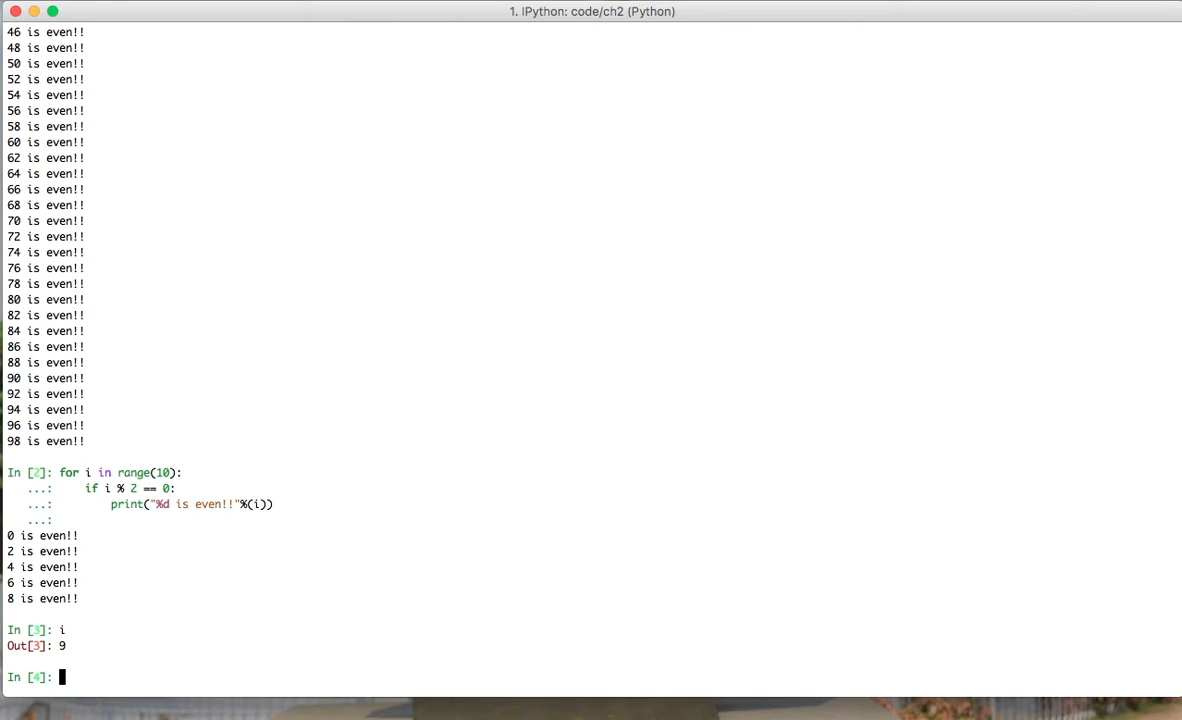 1. IPython: code/ch2 (Python)
46 is even!!
48 is even!!
50 is even!!
52 is even!!
54 is even!!
56 is even!!
58 is even!!
60 is even!!
62 is even!!
64 is even!!
66 is even!!
68 is even!!
70 is even!!
72 is even!!
74 is even!!
76 is even!!
78 is even!!
80 is even!!
82 is even!!
84 is even!!
86 is even!!
88 is even!!
90 is even!!
92 is even!!
94 is even!!
96 is even!!
98 is even!!
In [2]: for i in range(10):
   ...:     if i % 2 == 0:
   ...:         print("%d is even!!"%(i))
   ...:
0 is even!!
2 is even!!
4 is even!!
6 is even!!
8 is even!!
In [3]: i
Out[3]: 9
In [4]: